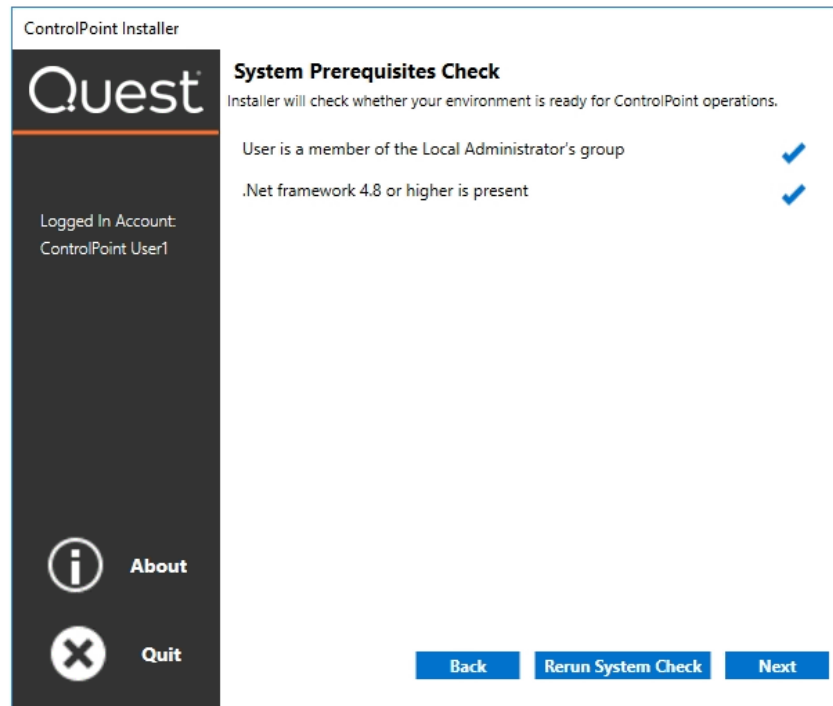 ControlPoint Installer
Quest
System Prerequisites Check
Installer will check whether your environment is ready for ControlPoint operations.
User is a member of the Local Administrator's group
.Net framework 4.8 or higher is present
Logged In Account:
ControlPoint User1
About
Quit
Back
Rerun System Check
Next